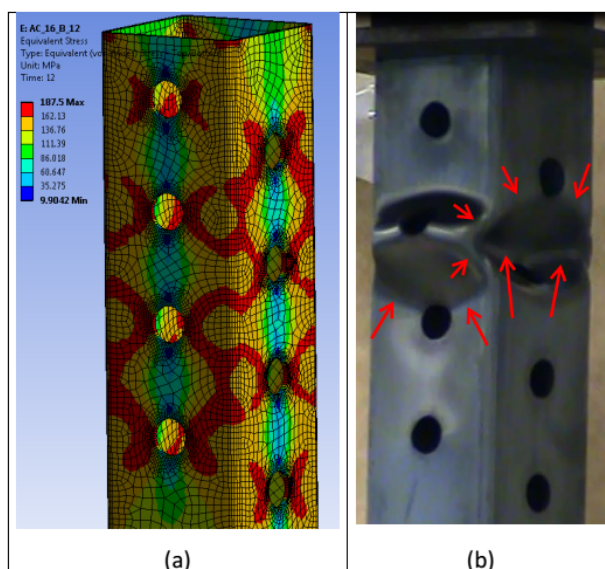 E: AC_16_B_12
Equivalent Stress
Type: Equivalent (vo
Unit: MPa
Time: 12
187.5 Max
162.13
136.76
111.39
86.018
60.647
35.275
9.9042 Min
(a)
(b)